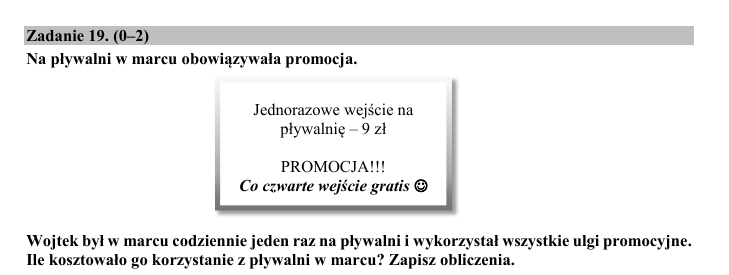 Zadanie 19. (0–2)
Na pływalni w marcu obowiązywała promocja.
Jednorazowe wejście na
pływalnię – 9 zł
PROMOCJA!!!
Co czwarte wejście gratis ☺
Wojtek był w marcu codziennie jeden raz na pływalni i wykorzystał wszystkie ulgi promocyjne.
Ile kosztowało go korzystanie z pływalni w marcu? Zapisz obliczenia.